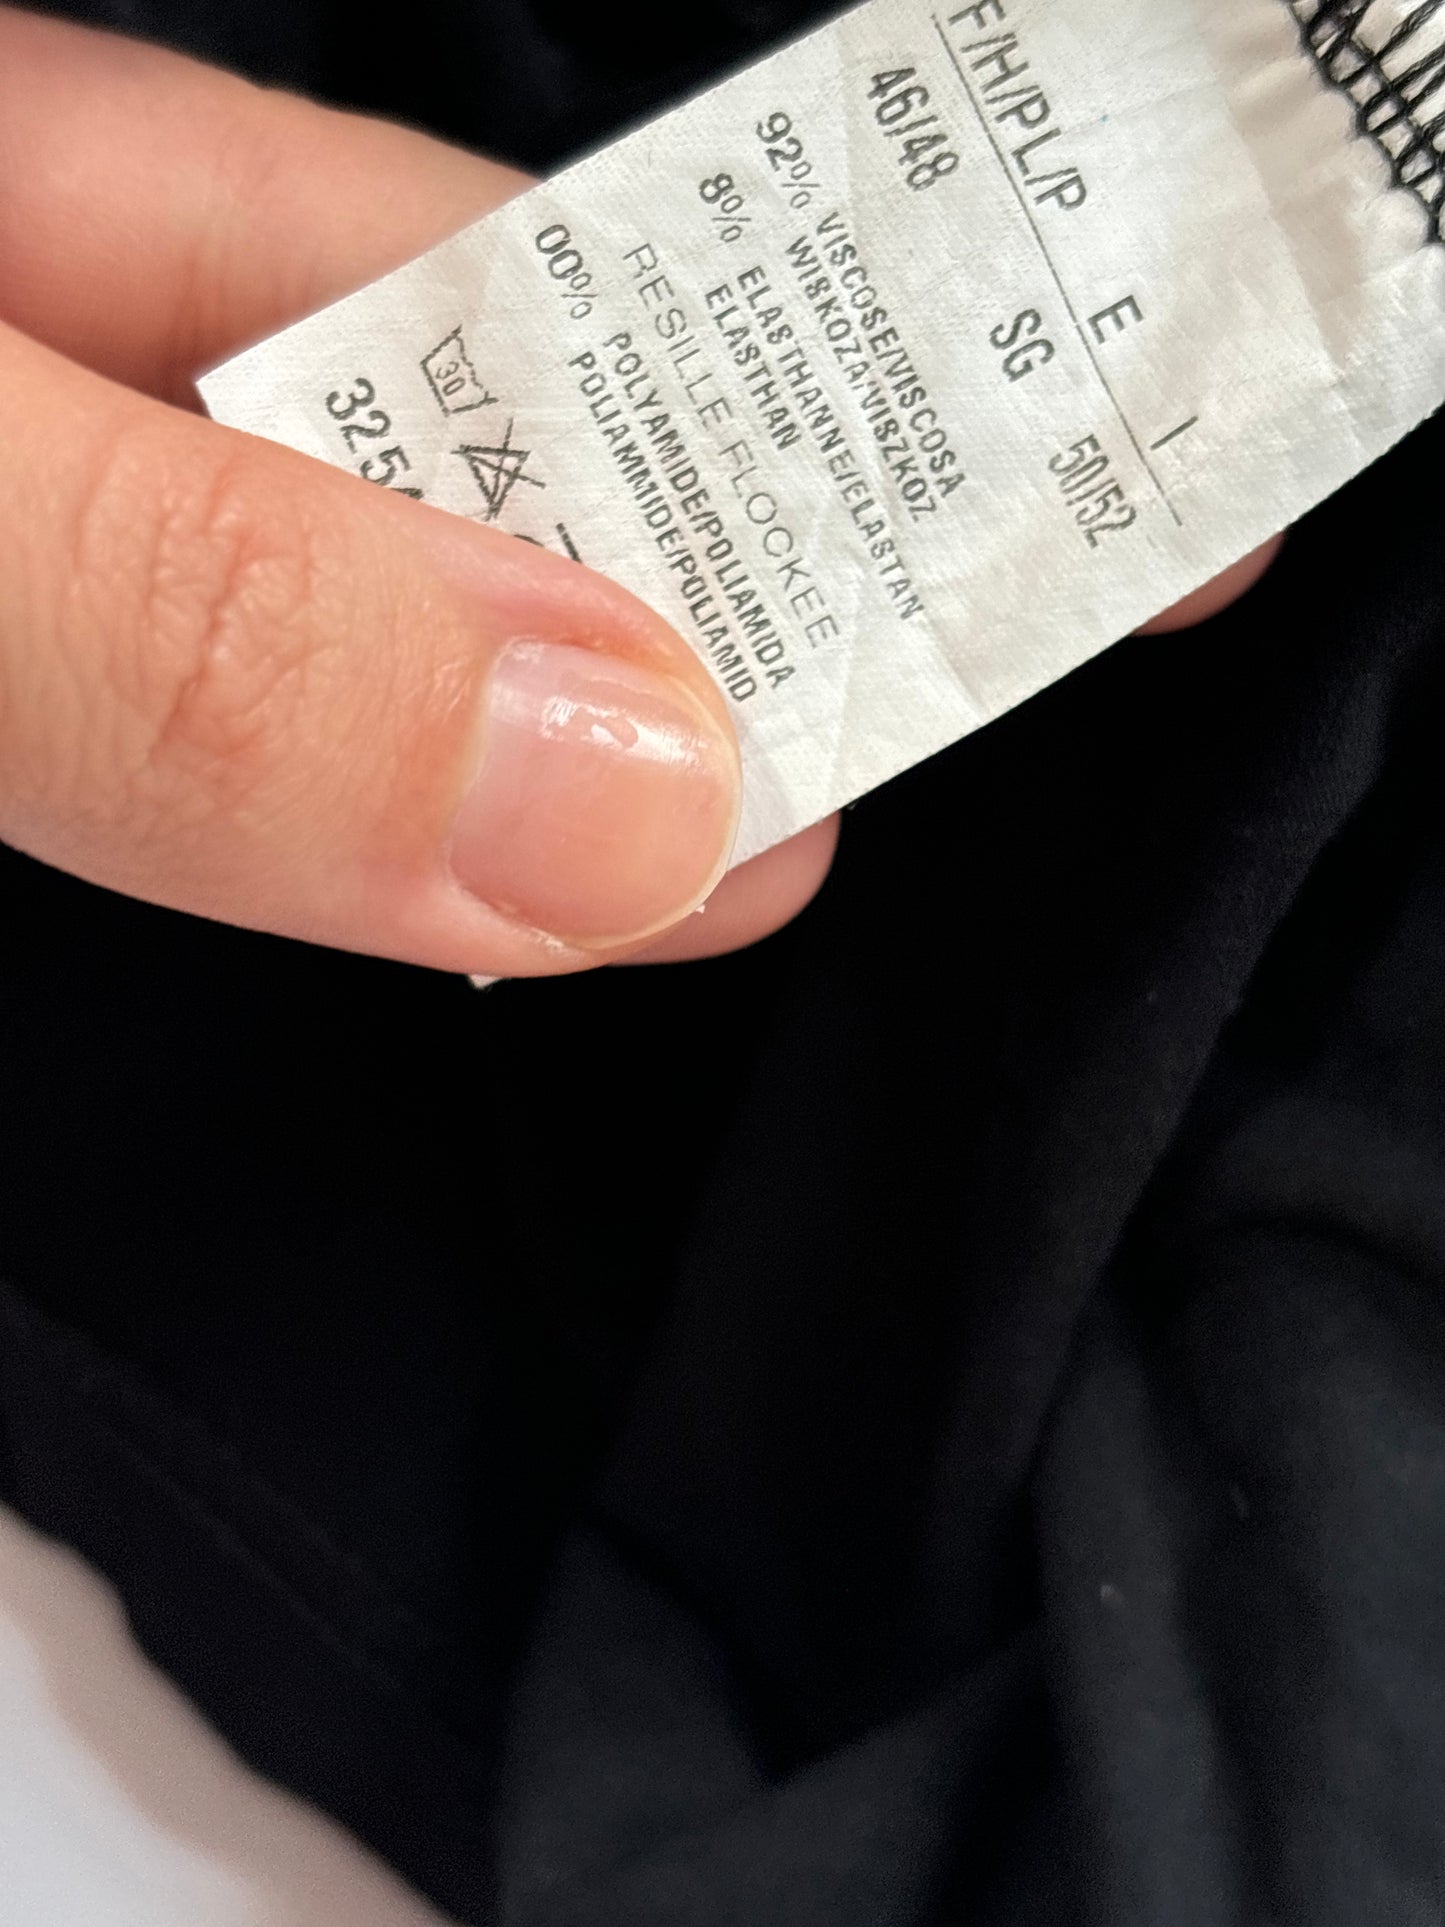 F/H/PL/P E I
46/48 SG 50/52
92% VISCOSE/VISCOSA
WISKOZA/VISZKOZ
8% ELASTHANNE/ELASTAN
ELASTHAN
RESILLE FLOCKEE
00% POLYAMIDE/POLIAMIDA
POLIAMMIDE/POLIAMID
30
325